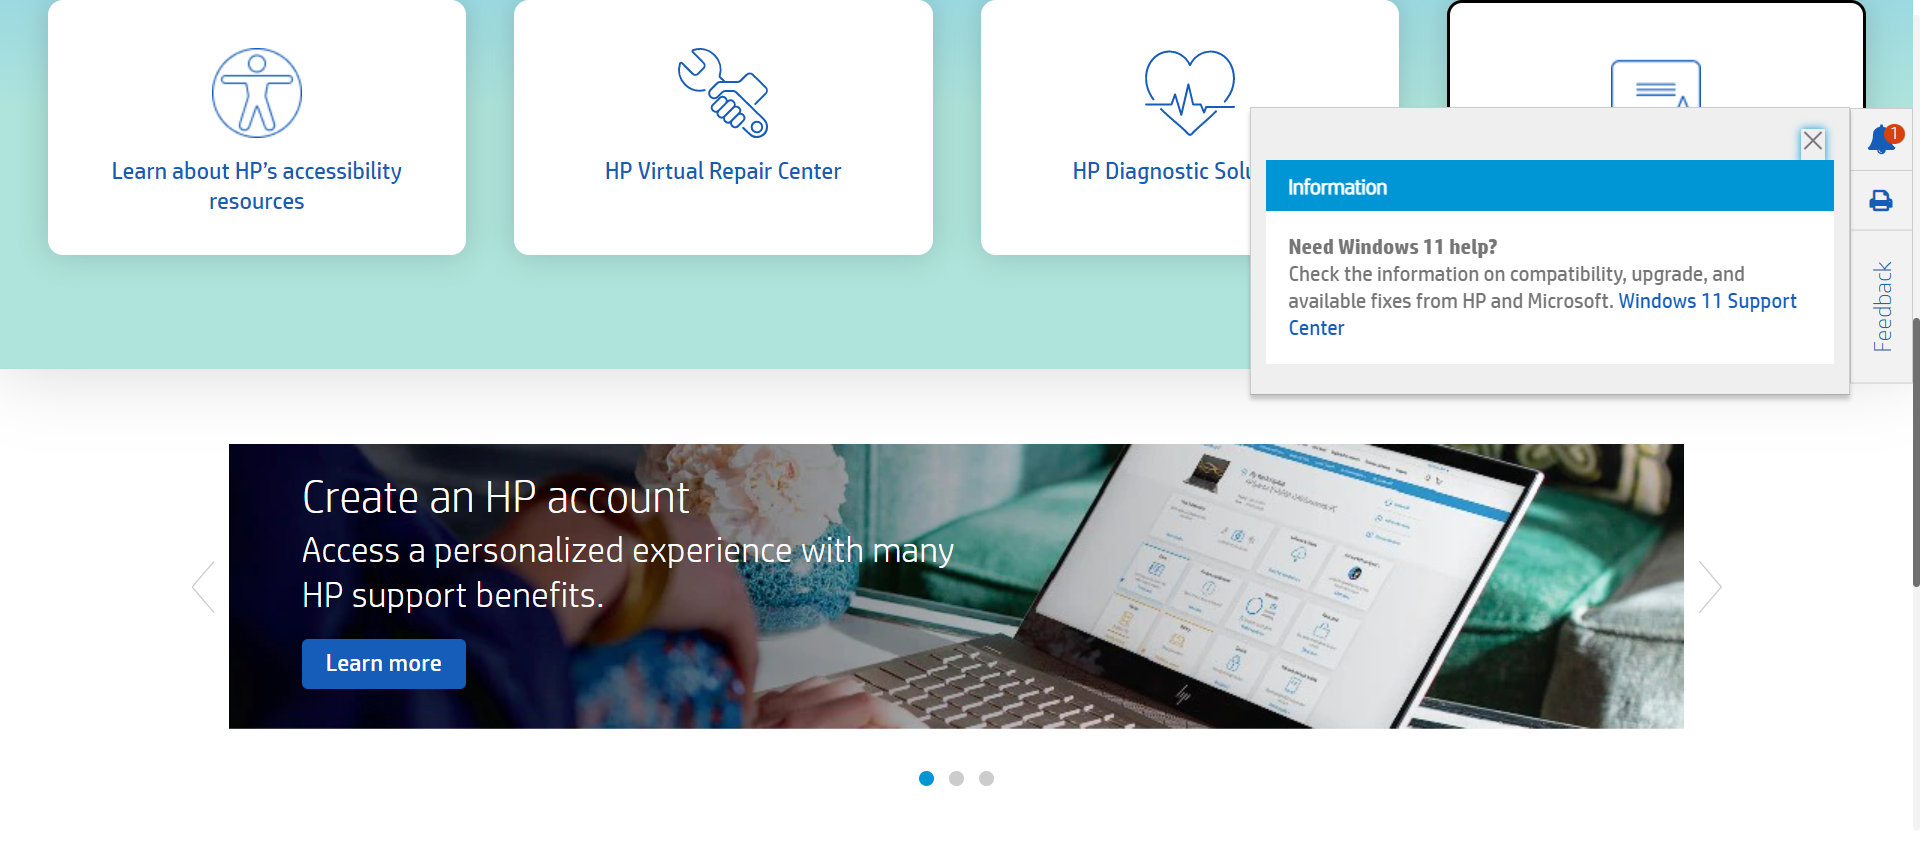 Learn about HP's accessibility
resources
HP Virtual Repair Center
HP Diagnostic Solu
1
Information
Need Windows 11 help?
Check the information on compatibility, upgrade, and
available fixes from HP and Microsoft. Windows 11 Support
Center
Feedback
Create an HP account
Access a personalized experience with many
HP support benefits.
Learn more
hp